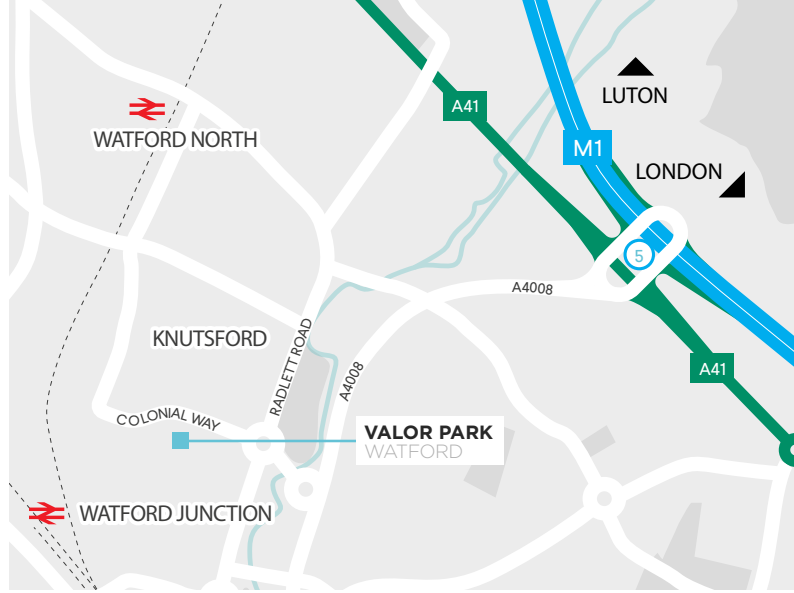 A41
LUTON
WATFORD NORTH
M1
LONDON
5
A4008
KNUTSFORD
RADLETT ROAD
A4008
A41
COLONIAL WAY
VALOR PARK
WATFORD
WATFORD JUNCTION